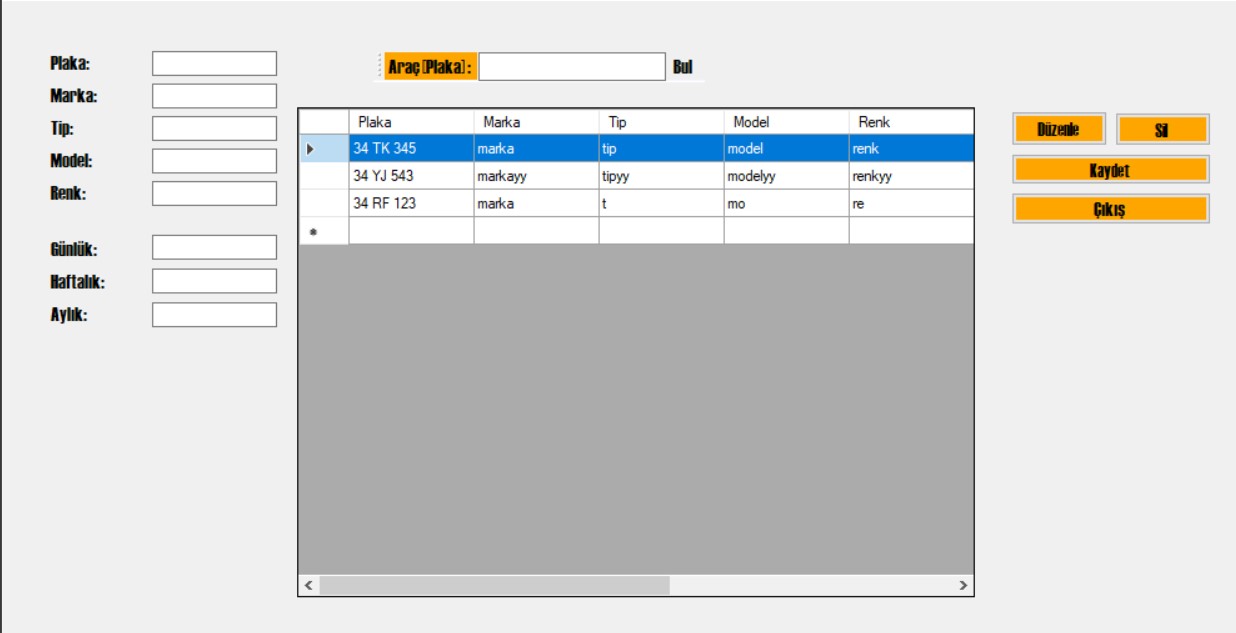 Plaka:
Marka:
Tip:
Model:
Renk:
Günlük:
Haftalık:
Aylık:
Araç [Plaka]: Bul
Plaka Marka Tip Model Renk
34 TK 345 marka tip model renk
34 YJ 543 markayy tipyy modelyy renkyy
34 RF 123 marka t mo re
Düzenle Sil
Kaydet
Çıkış